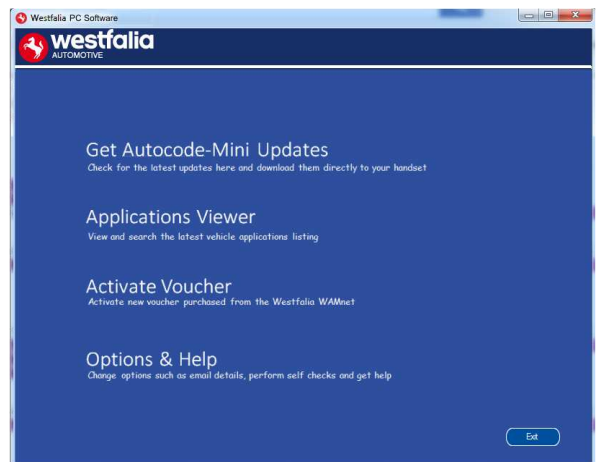 Westfalia PC Software
westfalia
AUTOMOTIVE
Get Autocode-Mini Updates
Check for the latest updates here and download them directly to your handset
Applications Viewer
View and search the latest vehicle applications listing
Activate Voucher
Activate new voucher purchased from the Westfalia WAMnet
Options & Help
Change options such as email details, perform self checks and get help
Exit